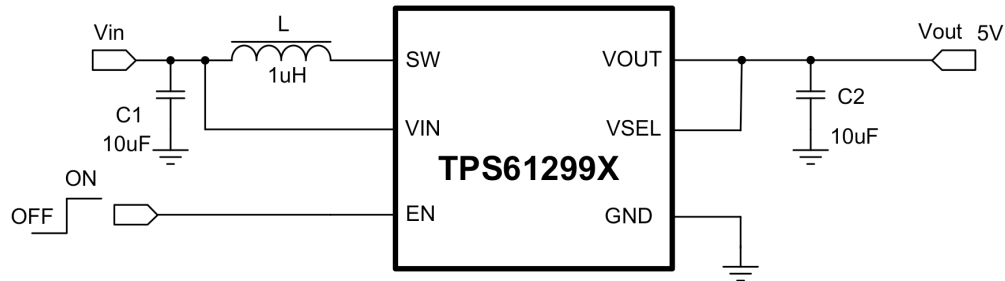 Vin
L
1uH
C1
10uF
SW
VIN
EN
VOUT
VSEL
GND
TPS61299X
Vout 5V
C2
10uF
ON
OFF